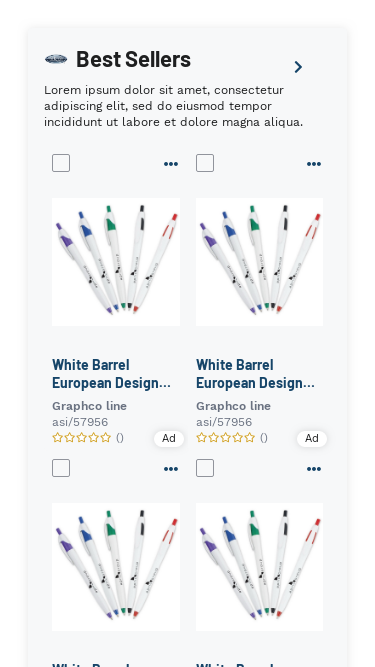 Best Sellers
Lorem ipsum dolor sit amet, consectetur
adipiscing elit, sed do eiusmod tempor
incididunt ut labore et dolore magna aliqua.
White Barrel
European Design...
Graphco line
asi/57956
() Ad
White Barrel
European Design...
Graphco line
asi/57956
() Ad